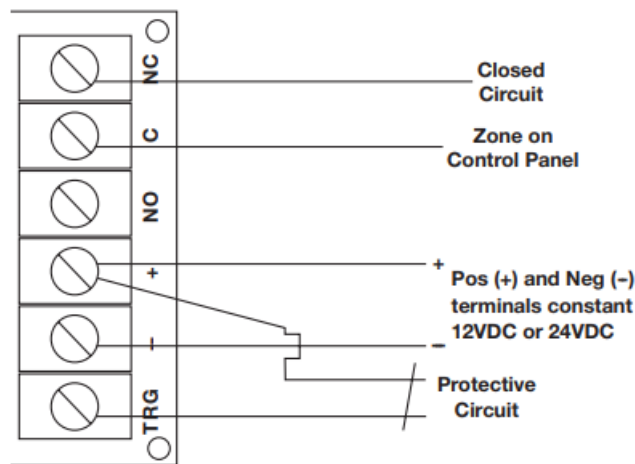 NC
Closed
Circuit
C
Zone on
Control Panel
NO
+
+
Pos (+) and Neg (–)
terminals constant
12VDC or 24VDC
–
–
Protective
Circuit
TRG